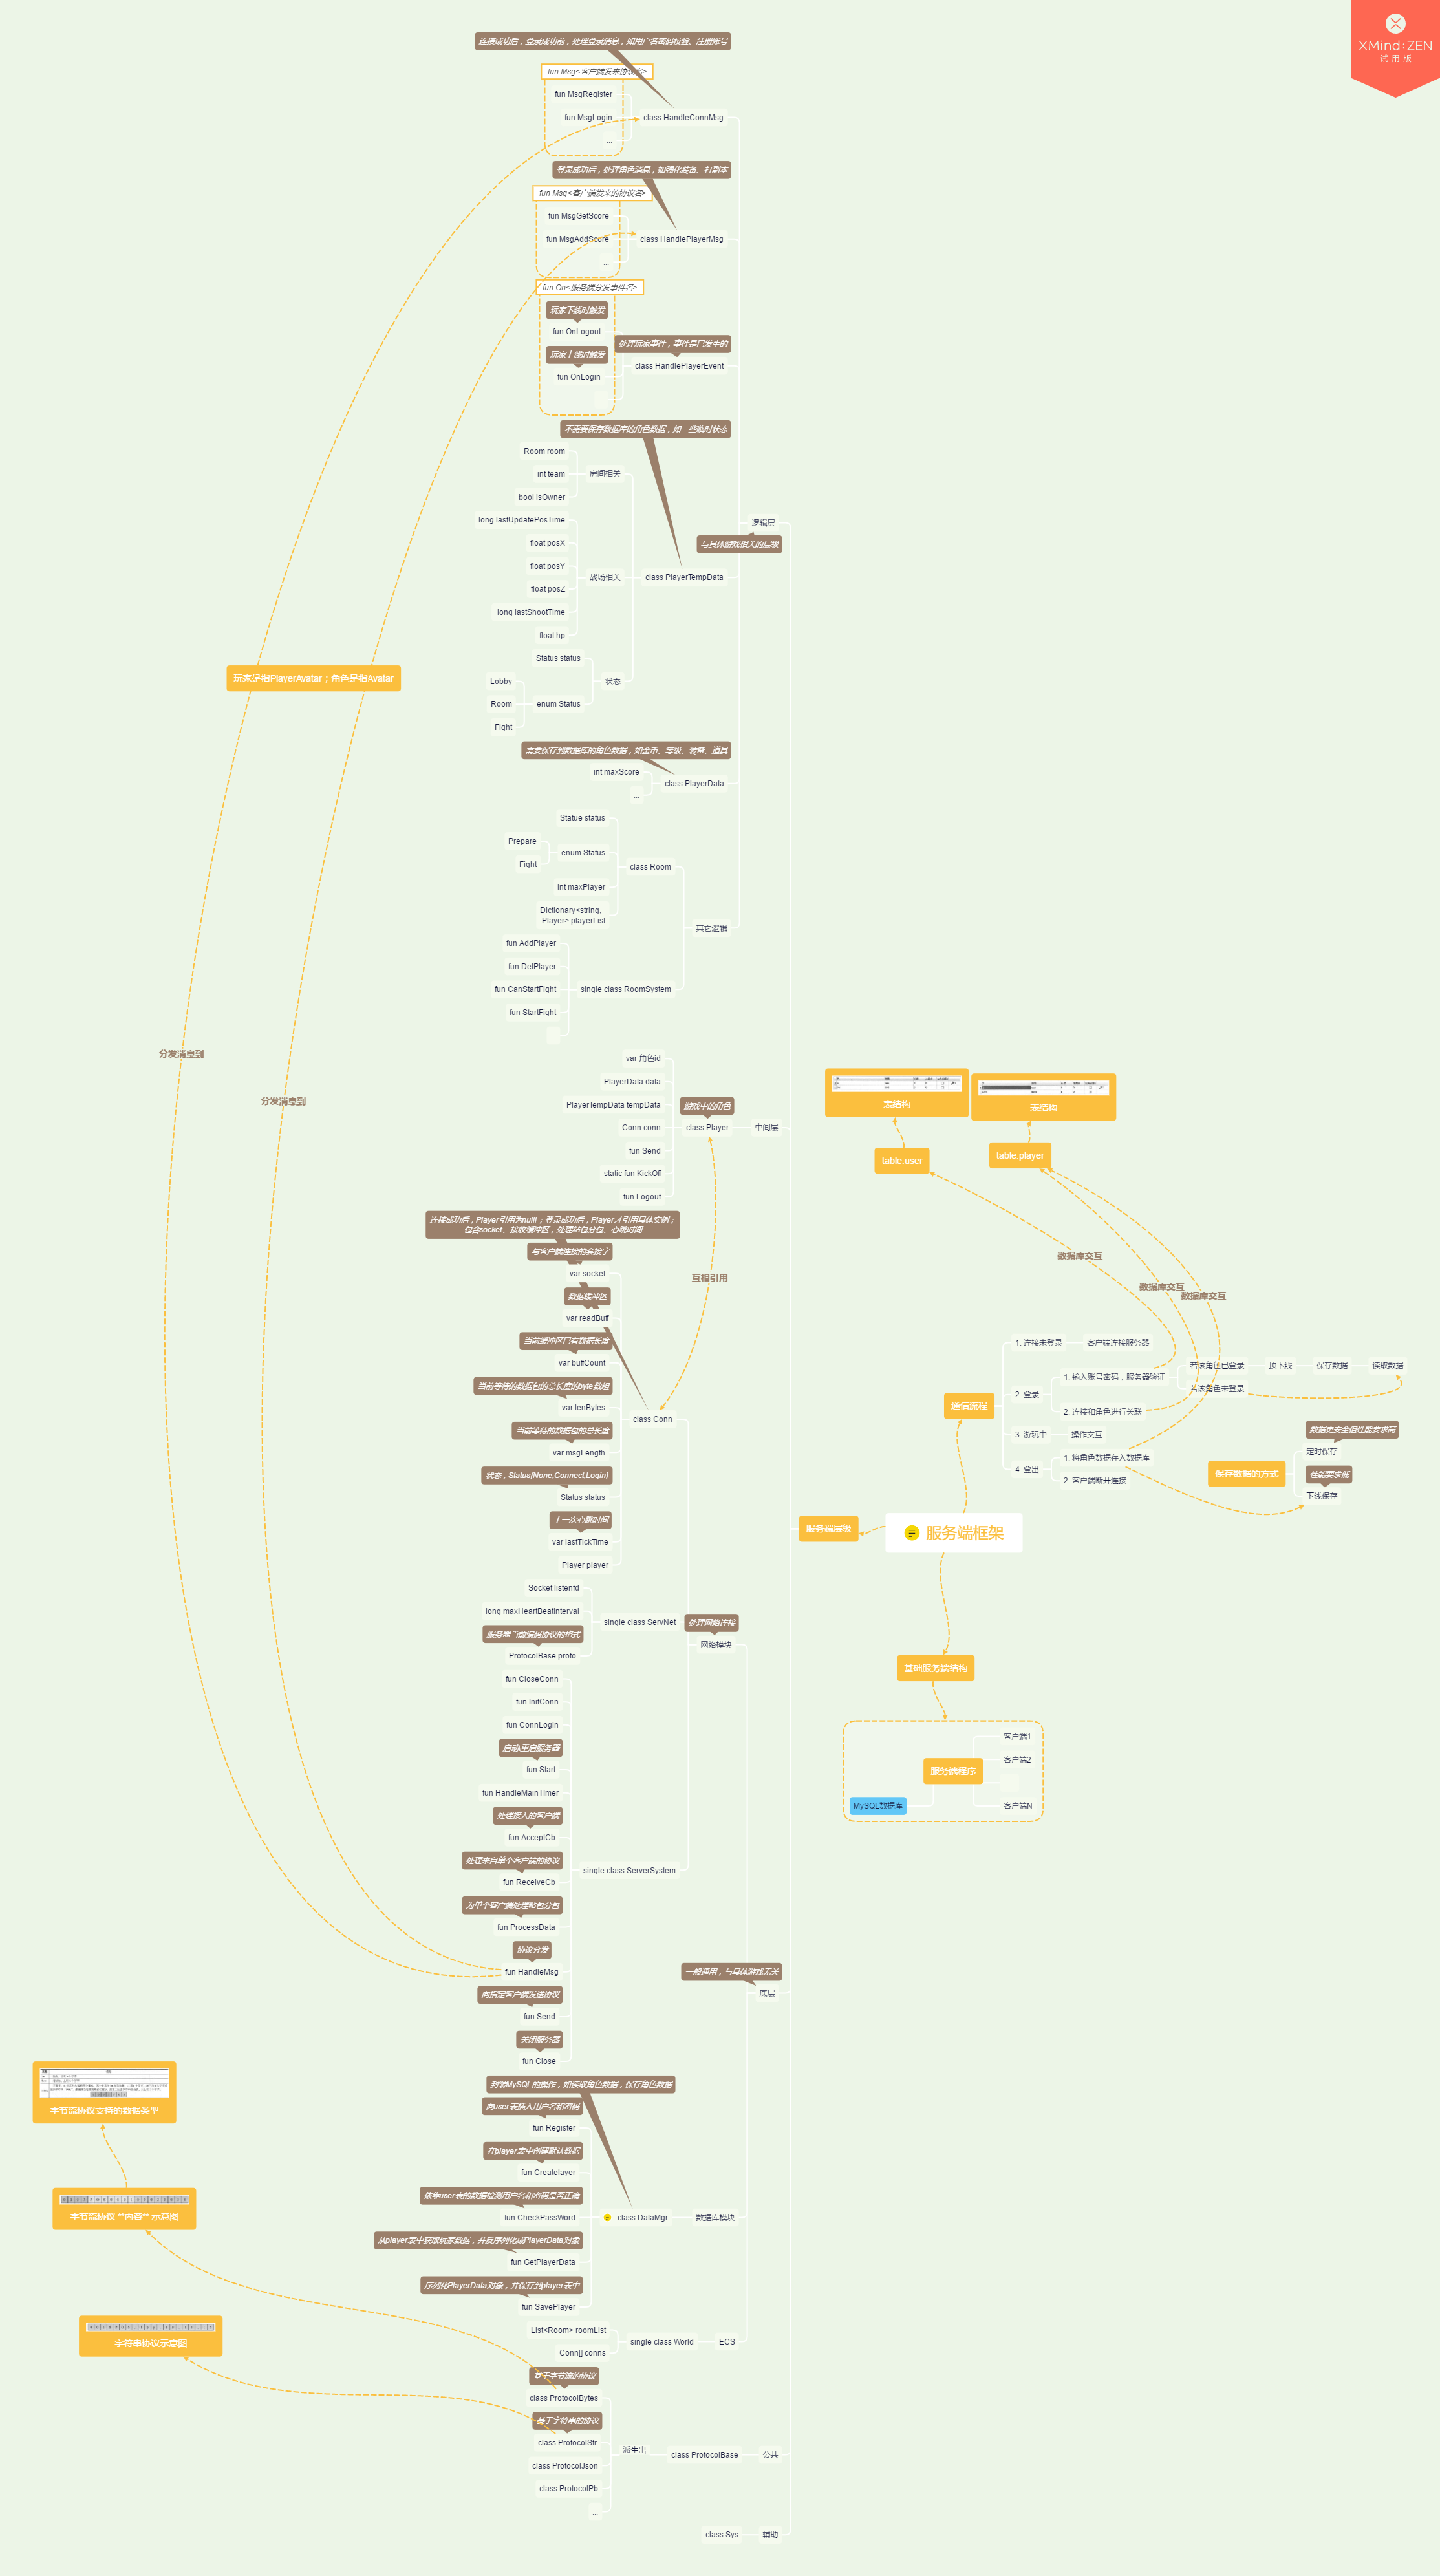 XMind:ZEN
试用版
连接成功后，登录成功前，处理登录消息，如用户名密码校验、注册账号
fun Msg<客户端发来协议名>
fun MsgRegister
fun MsgLogin
...
class HandleConnMsg
登录成功后，处理角色消息，如强化装备、打副本
fun Msg<客户端发来的协议名>
fun MsgGetScore
fun MsgAddScore
...
class HandlePlayerMsg
fun On<服务端分发事件名>
玩家下线时触发
fun OnLogout
玩家上线时触发
fun OnLogin
...
处理玩家事件，事件是已发生的
class HandlePlayerEvent
不需要保存数据库的角色数据，如一些临时状态
Room room
int team
bool isOwner
房间相关
long lastUpdatePosTime
float posX
float posY
float posZ
long lastShootTime
float hp
战场相关
class PlayerTempData
Status status
Lobby
Room
Fight
enum Status
状态
逻辑层
与具体游戏相关的层级
玩家是指PlayerAvatar；角色是指Avatar
需要保存到数据库的角色数据，如金币、等级、装备、道具
int maxScore
...
class PlayerData
Statue status
Prepare
Fight
enum Status
int maxPlayer
Dictionary<string,
Player> playerList
class Room
其它逻辑
fun AddPlayer
fun DelPlayer
fun CanStartFight
fun StartFight
...
single class RoomSystem
分发消息到
分发消息到
var 角色id
PlayerData data
PlayerTempData tempData
Conn conn
fun Send
static fun KickOff
fun Logout
游戏中的角色
class Player
中间层
互相引用
连接成功后，Player引用为null；登录成功后，Player才引用具体实例；
包含socket、接收缓冲区，处理粘包分包、心跳时间
与客户端连接的套接字
var socket
数据缓冲区
var readBuff
当前缓冲区已有数据长度
var buffCount
当前等待的数据包的总长度的byte数组
var lenBytes
当前等待的数据包的总长度
var msgLength
状态，Status(None,Connect,Login)
Status status
上一次心跳时间
var lastTickTime
Player player
class Conn
Socket listenfd
long maxHeartBeatInterval
服务器当前编码协议的格式
ProtocolBase proto
single class ServNet
处理网络连接
网络模块
fun CloseConn
fun InitConn
fun ConnLogin
启动\重启服务器
fun Start
fun HandleMainTImer
处理接入的客户端
fun AcceptCb
处理来自单个客户端的协议
fun ReceiveCb
为单个客户端处理粘包分包
fun ProcessData
协议分发
fun HandleMsg
向指定客户端发送协议
fun Send
关闭服务器
fun Close
single class ServerSystem
一般通用，与具体游戏无关
底层
封装MySQL的操作，如读取角色数据，保存角色数据
向user表插入用户名和密码
fun Register
在player表中创建默认数据
fun Createlayer
依靠user表的数据检测用户名和密码是否正确
fun CheckPassWord
从player表中获取玩家数据，并反序列化成PlayerData对象
fun GetPlayerData
序列化PlayerData对象，并保存到player表中
fun SavePlayer
class DataMgr
数据库模块
List<Room> roomList
Conn[] conns
single class World
ECS
基于字节流的协议
class ProtocolBytes
基于字符串的协议
class ProtocolStr
class ProtocolJson
class ProtocolPb
...
派生出
class ProtocolBase
公共
class Sys
辅助
字节流协议支持的数据类型
字节流协议 **内容** 示意图
字符串协议示意图
表结构
表结构
table:user
table:player
数据库交互
数据库交互
数据库交互
通信流程
1. 连接未登录
客户端连接服务器
2. 登录
1. 输入账号密码，服务器验证
若该角色已登录
顶下线
保存数据
读取数据
若该角色未登录
2. 连接和角色进行关联
3. 游玩中
操作交互
4. 登出
1. 将角色数据存入数据库
2. 客户端断开连接
保存数据的方式
数据更安全但性能要求高
定时保存
性能要求低
下线保存
服务端层级
服务端框架
基础服务端结构
服务端程序
客户端1
客户端2
......
客户端N
MySQL数据库